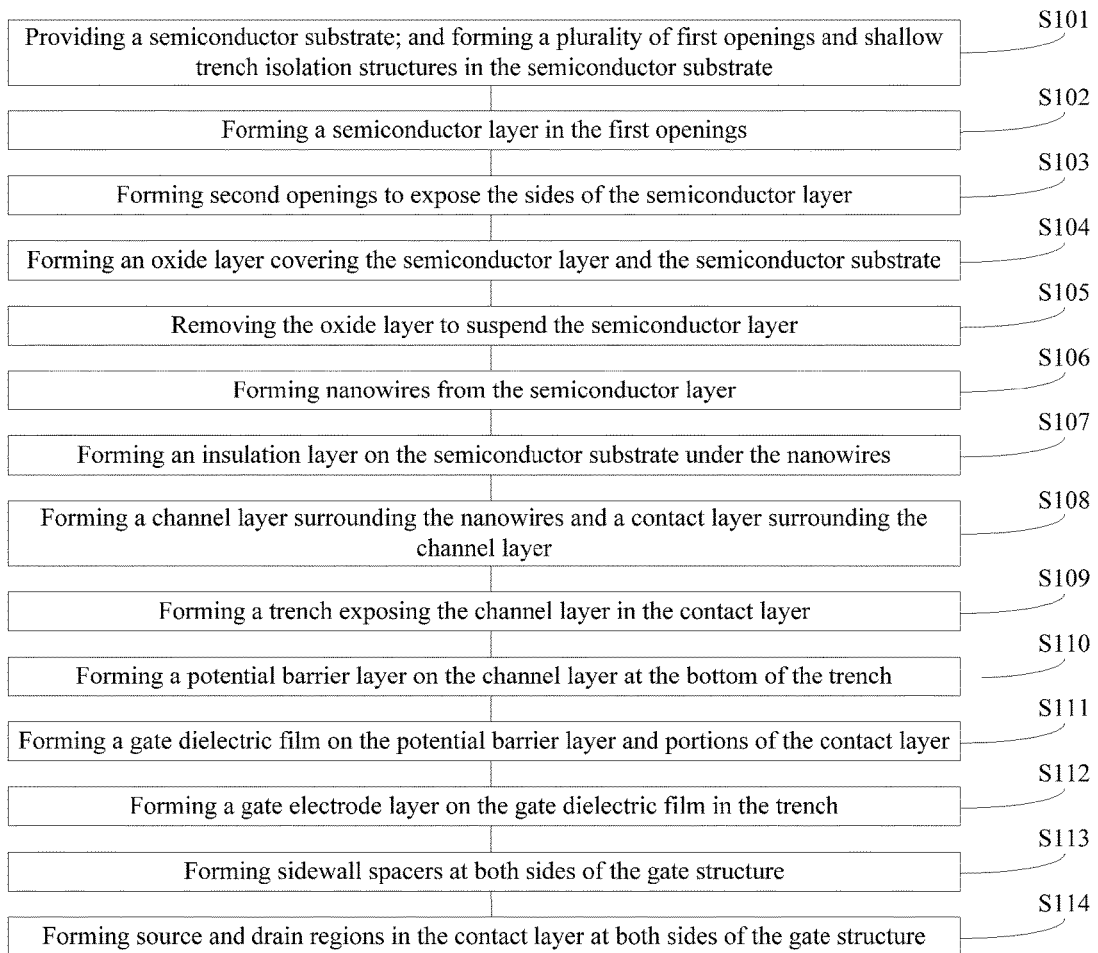 S101
Providing a semiconductor substrate; and forming a plurality of first openings and shallow
trench isolation structures in the semiconductor substrate
S102
Forming a semiconductor layer in the first openings
S103
Forming second openings to expose the sides of the semiconductor layer
S104
Forming an oxide layer covering the semiconductor layer and the semiconductor substrate
S105
Removing the oxide layer to suspend the semiconductor layer
S106
Forming nanowires from the semiconductor layer
S107
Forming an insulation layer on the semiconductor substrate under the nanowires
S108
Forming a channel layer surrounding the nanowires and a contact layer surrounding the
channel layer
S109
Forming a trench exposing the channel layer in the contact layer
S110
Forming a potential barrier layer on the channel layer at the bottom of the trench
S111
Forming a gate dielectric film on the potential barrier layer and portions of the contact layer
S112
Forming a gate electrode layer on the gate dielectric film in the trench
S113
Forming sidewall spacers at both sides of the gate structure
S114
Forming source and drain regions in the contact layer at both sides of the gate structure